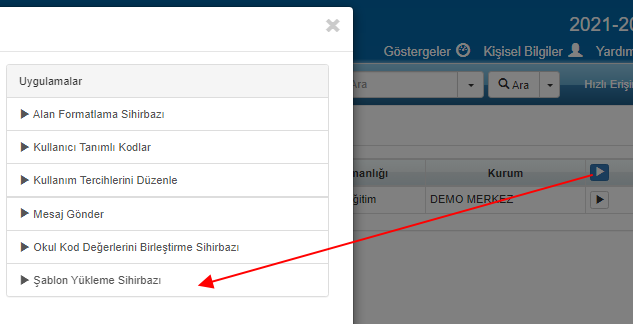 ×
Uygulamalar
Alan Formatlama Sihirbazı
Kullanıcı Tanımlı Kodlar
Kullanım Tercihlerini Düzenle
Mesaj Gönder
Okul Kod Değerlerini Birleştirme Sihirbazı
Şablon Yükleme Sihirbazı
2021-20
Göstergeler Kişisel Bilgiler Yardım
Ara Ara Hızlı Erişi
manlığı Kurum
ğitim DEMO MERKEZ